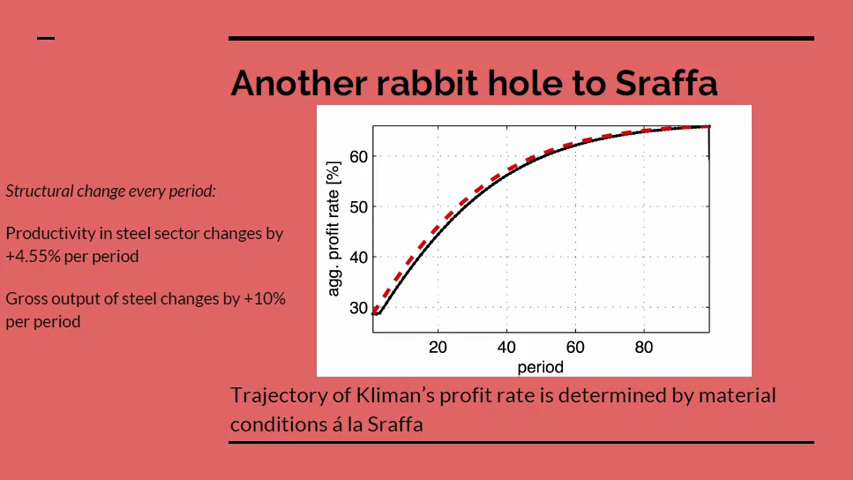 Another rabbit hole to Sraffa
Structural change every period:
Productivity in steel sector changes by
+4.55% per period
Gross output of steel changes by +10%
per period
agg. profit rate [%]
60
50
40
30
20
40
60
80
period
Trajectory of Kliman's profit rate is determined by material
conditions á la Sraffa